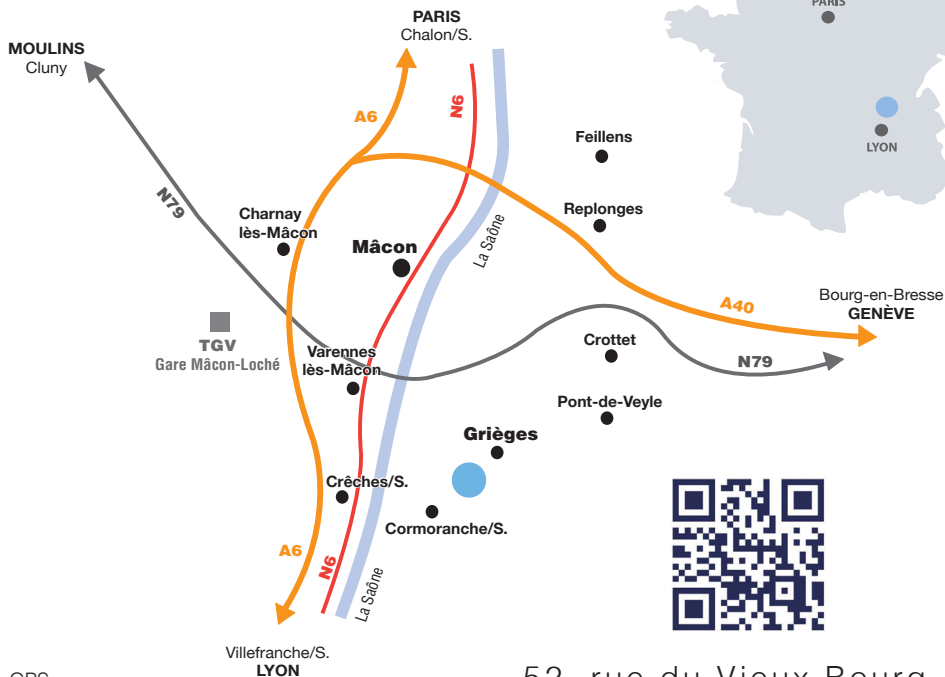 PARIS
PARIS
Chalon/S.
MOULINS
Cluny
A6
N6
LYON
Feillens
N79
Replonges
Charnay
lès-Mâcon
Mâcon
La Saône
Bourg-en-Bresse
GENÈVE
A40
TGV
Gare Mâcon-Loché
Varennes
lès-Mâcon
Crottet
N79
Pont-de-Veyle
Grièges
Crêches/S.
Cormoranche/S.
A6
N6
La Saône
Villefranche/S.
LYON
52, rue du Vieux Bourg